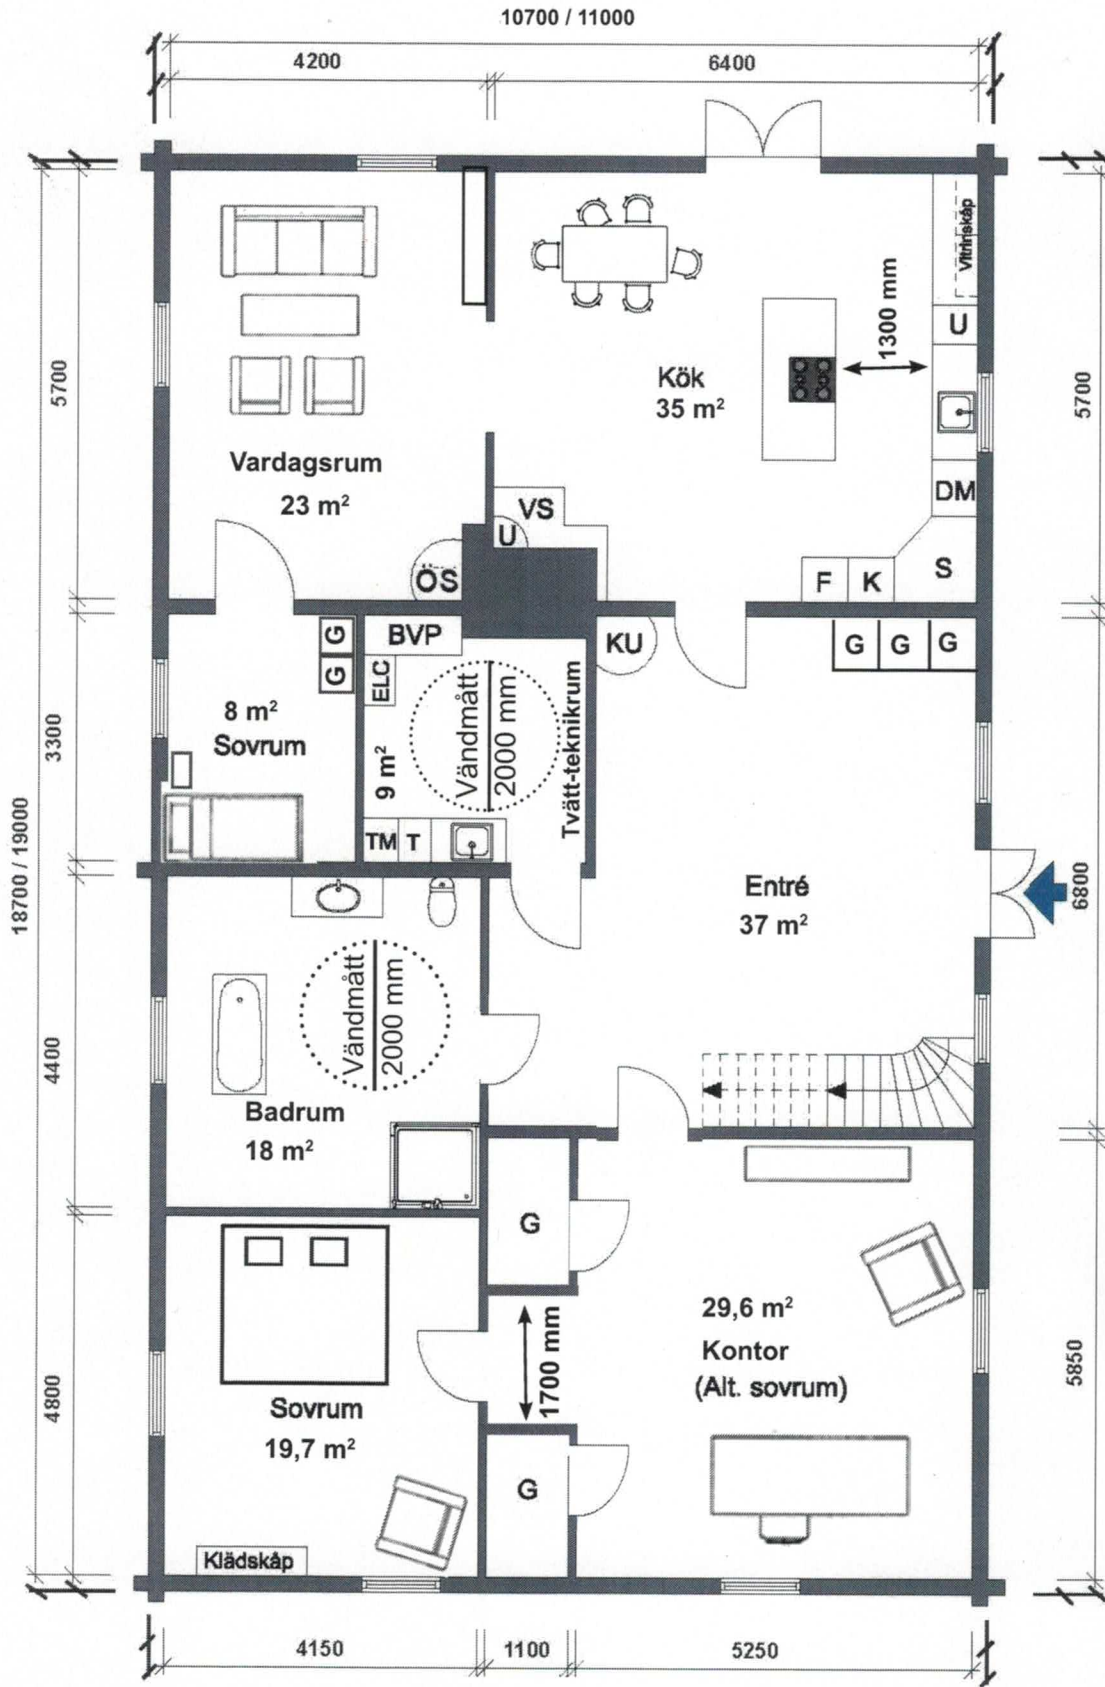 10700 / 11000
4200
6400
Vitrinskåp
U
1300 mm
Kök
35 m²
5700
5700
Vardagsrum
23 m²
DM
VS
U
S
F
K
ÖS
G
G
BVP
ELC
KU
G
G
G
8 m²
Sovrum
Vändmått
2000 mm
Tvätt-teknikrum
9 m²
TM
T
3300
18700 / 19000
Entré
37 m²
6800
Vändmått
2000 mm
4400
Badrum
18 m²
G
29,6 m²
Kontor
(Alt. sovrum)
1700 mm
5850
4800
Sovrum
19,7 m²
G
Klädskåp
4150
1100
5250